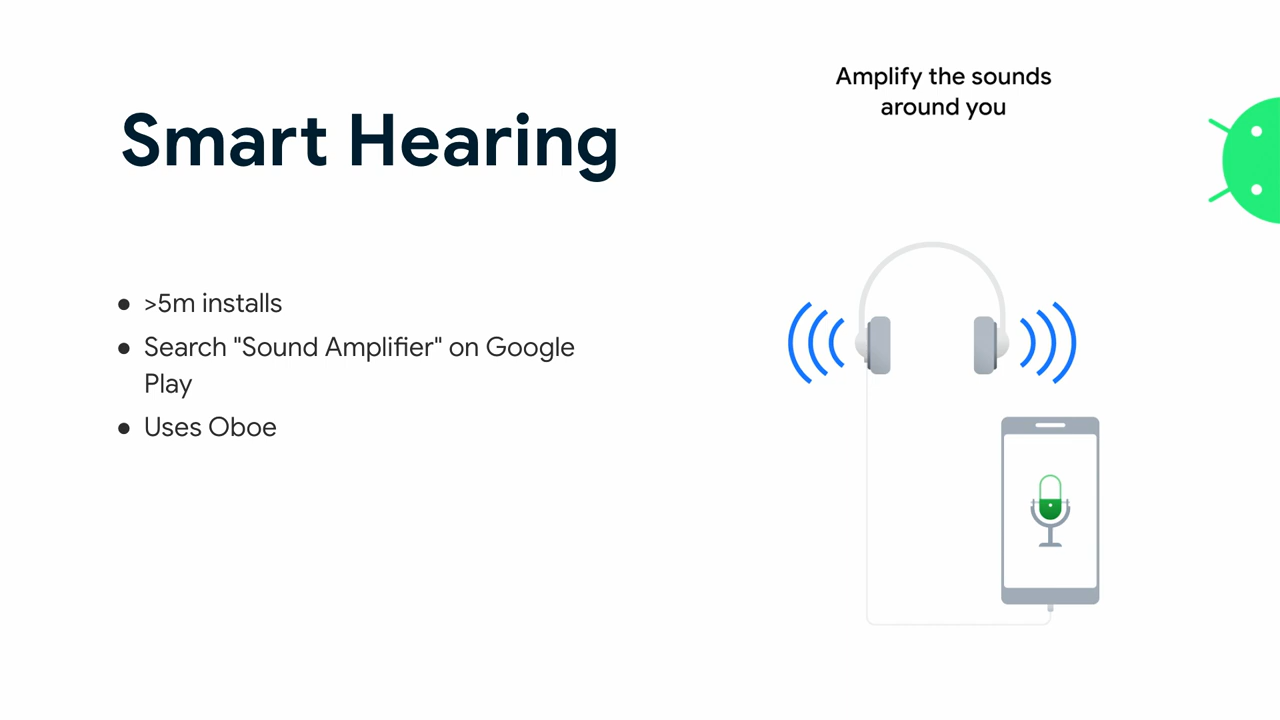 Smart Hearing
● >5m installs
● Search "Sound Amplifier" on Google
Play
● Uses Oboe
Amplify the sounds
around you